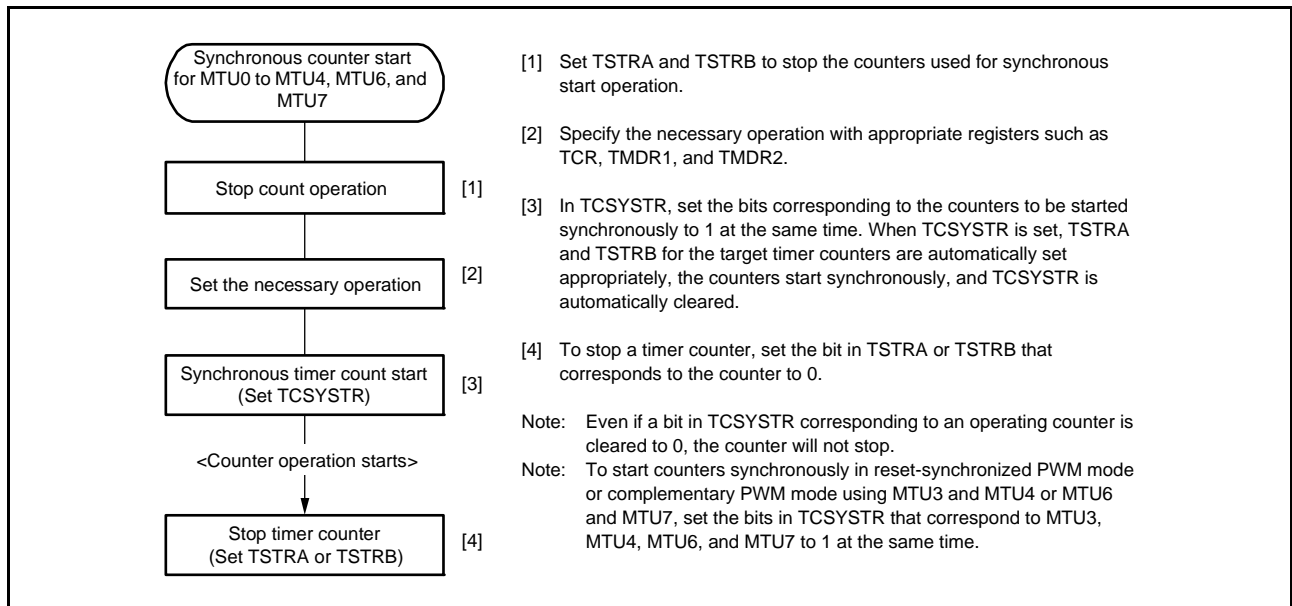 Synchronous counter start
for MTU0 to MTU4, MTU6, and
MTU7
Stop count operation
[1]
Set the necessary operation
[2]
Synchronous timer count start
(Set TCSYSTR)
[3]
<Counter operation starts>
Stop timer counter
(Set TSTRA or TSTRB)
[4]
[1] Set TSTRA and TSTRB to stop the counters used for synchronous
start operation.
[2] Specify the necessary operation with appropriate registers such as
TCR, TMDR1, and TMDR2.
[3] In TCSYSTR, set the bits corresponding to the counters to be started
synchronously to 1 at the same time. When TCSYSTR is set, TSTRA
and TSTRB for the target timer counters are automatically set
appropriately, the counters start synchronously, and TCSYSTR is
automatically cleared.
[4] To stop a timer counter, set the bit in TSTRA or TSTRB that
corresponds to the counter to 0.
Note: Even if a bit in TCSYSTR corresponding to an operating counter is
cleared to 0, the counter will not stop.
Note: To start counters synchronously in reset-synchronized PWM mode
or complementary PWM mode using MTU3 and MTU4 or MTU6
and MTU7, set the bits in TCSYSTR that correspond to MTU3,
MTU4, MTU6, and MTU7 to 1 at the same time.